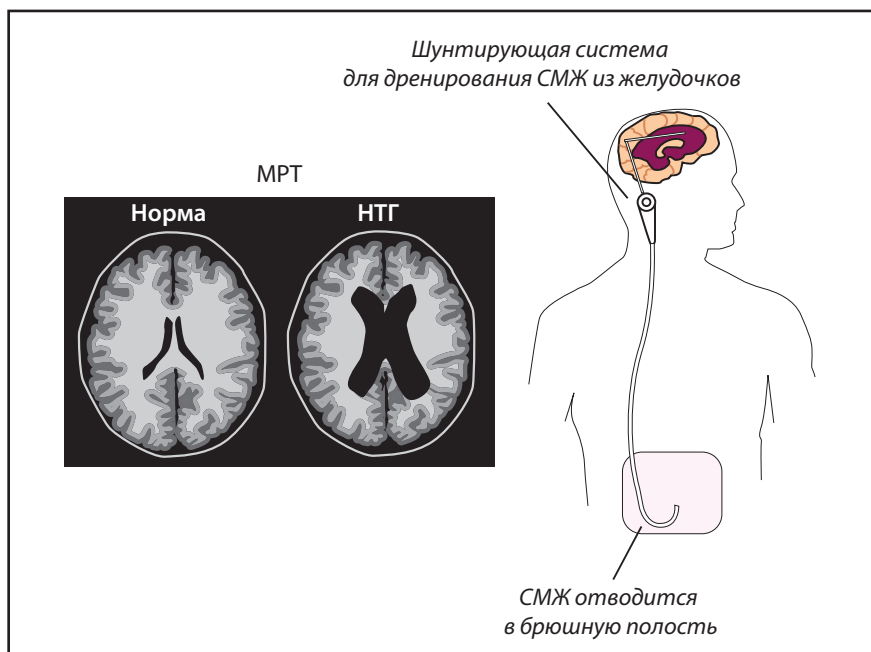 Шунтирующая система
для дренирования СМЖ из желудочков
МРТ
Норма
НТГ
СМЖ отводится
в брюшную полость